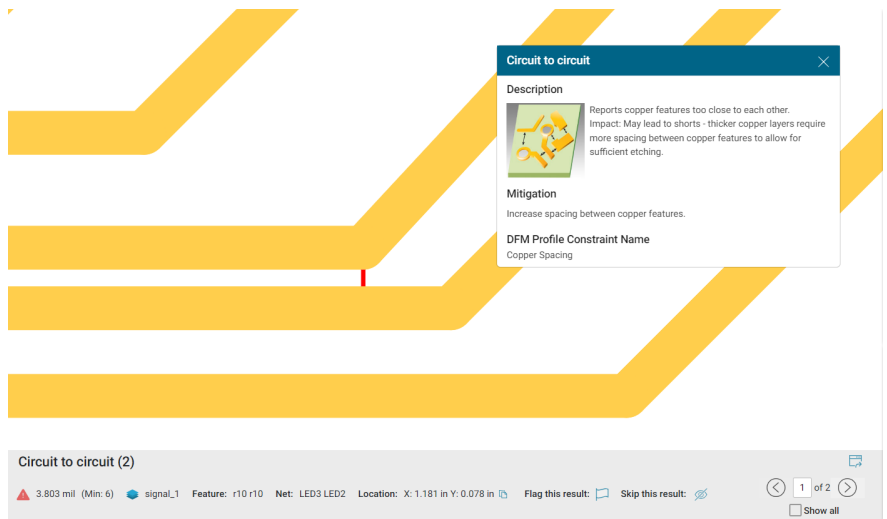 Circuit to circuit
Description
Reports copper features too close to each other.
Impact: May lead to shorts - thicker copper layers require
more spacing between copper features to allow for
sufficient etching.
Mitigation
Increase spacing between copper features.
DFM Profile Constraint Name
Copper Spacing
Circuit to circuit (2)
3.803 mil (Min: 6) signal_1 Feature: r10 r10 Net: LED3 LED2 Location: X: 1.181 in Y: 0.078 in Flag this result: Skip this result: 1 of 2
Show all